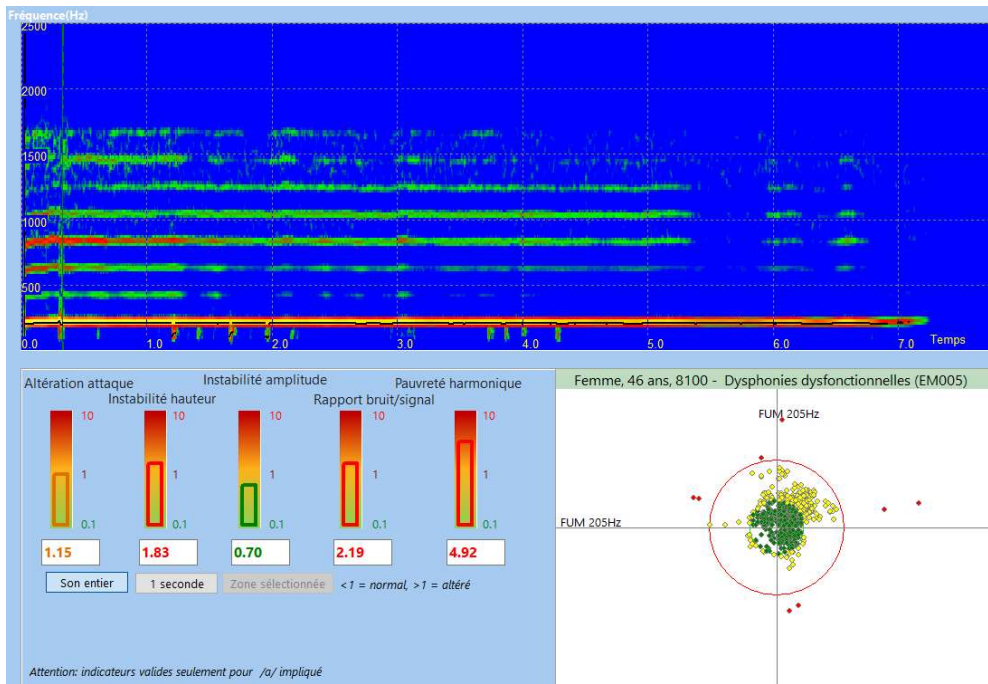 Fréquence(Hz)
2500
2000
1500
1000
500
0.0 1.0 2.0 3.0 4.0 5.0 6.0 7.0 Temps
Altération attaque Instabilité amplitude Pauvreté harmonique
Instabilité hauteur Rapport bruit/signal
10 10 10 10 10
1 1 1 1 1
0.1 0.1 0.1 0.1 0.1
1.15 1.83 0.70 2.19 4.92
Son entier 1 seconde Zone sélectionnée <1 = normal, >1 = altéré
Attention: indicateurs valides seulement pour /a/ impliqué
Femme, 46 ans, 8100 - Dysphonies dysfonctionnelles (EM005)
FUM 205Hz
FUM 205Hz